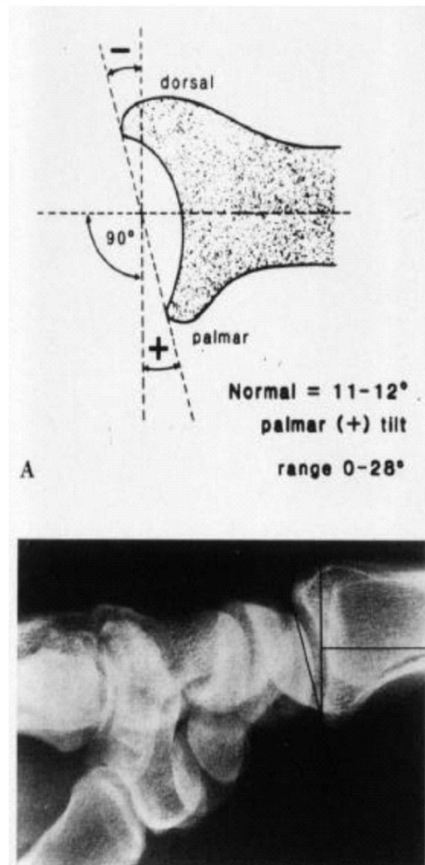 −
dorsal
90°
+
palmar
Normal = 11-12°
palmar (+) tilt
A
range 0-28°